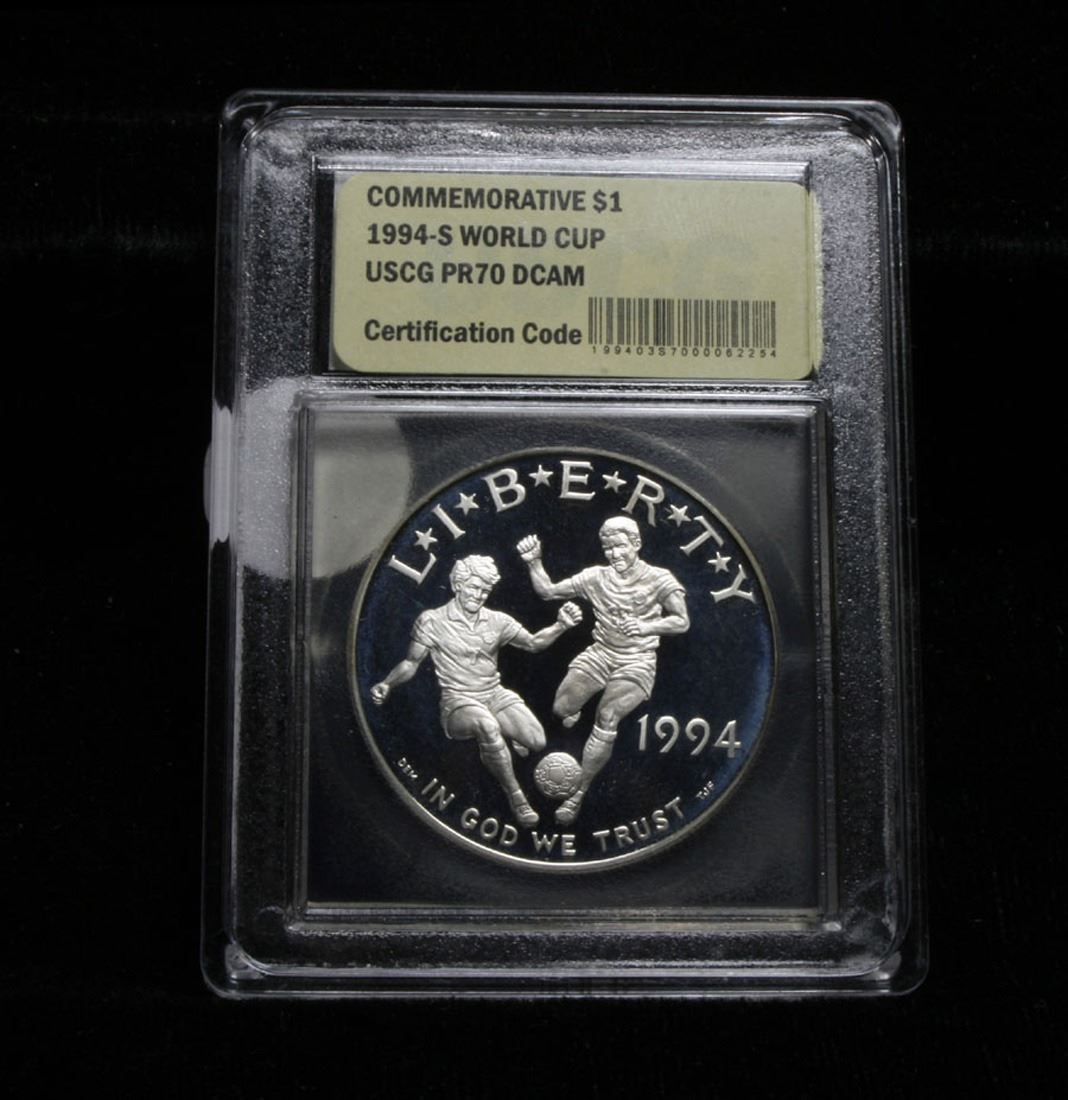 COMMEMORATIVE $1
1994-S WORLD CUP
USCG PR70 DCAM
Certification Code
199403S7000062254
L★I★B★E★R★T★Y
1994
IN GOD WE TRUST